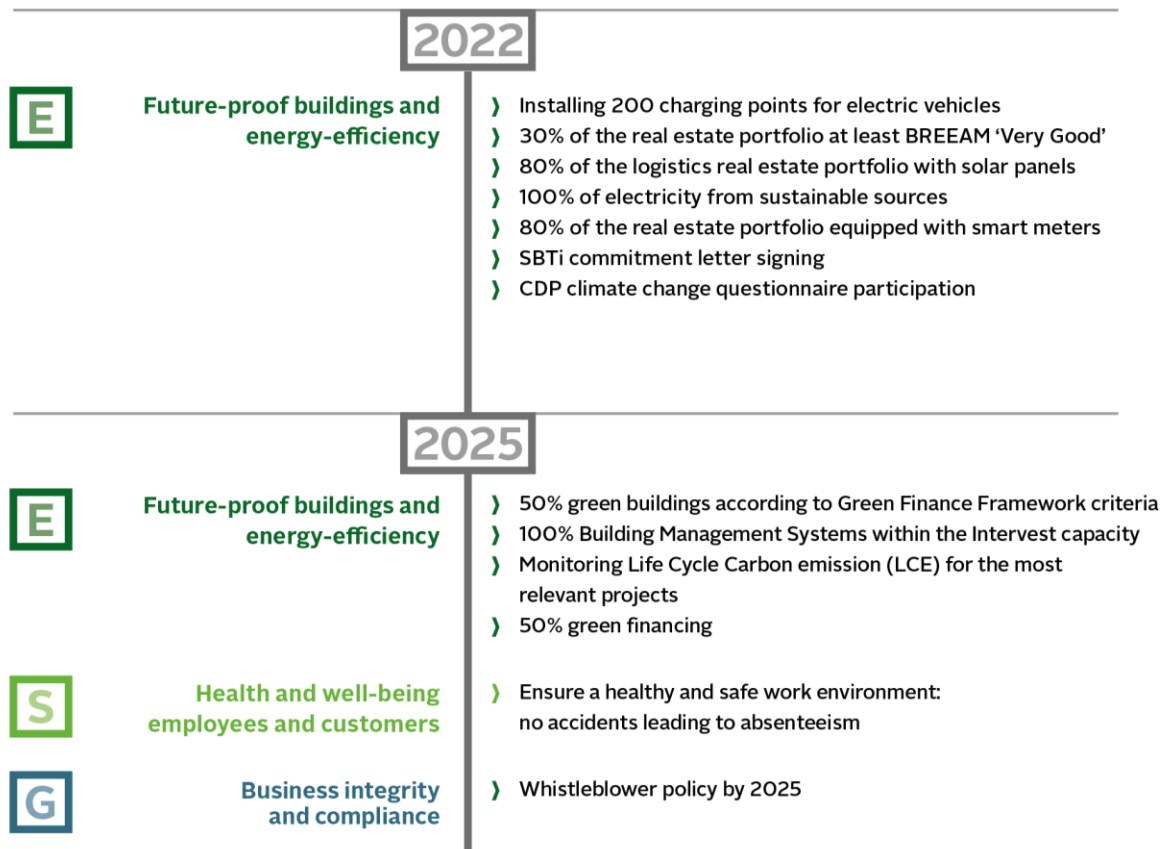 2022
E
Future-proof buildings and
energy-efficiency
❭ Installing 200 charging points for electric vehicles
❭ 30% of the real estate portfolio at least BREEAM ‘Very Good’
❭ 80% of the logistics real estate portfolio with solar panels
❭ 100% of electricity from sustainable sources
❭ 80% of the real estate portfolio equipped with smart meters
❭ SBTi commitment letter signing
❭ CDP climate change questionnaire participation
2025
E
Future-proof buildings and
energy-efficiency
❭ 50% green buildings according to Green Finance Framework criteria
❭ 100% Building Management Systems within the Intervest capacity
❭ Monitoring Life Cycle Carbon emission (LCE) for the most
relevant projects
❭ 50% green financing
S
Health and well-being
employees and customers
❭ Ensure a healthy and safe work environment:
no accidents leading to absenteeism
G
Business integrity
and compliance
❭ Whistleblower policy by 2025